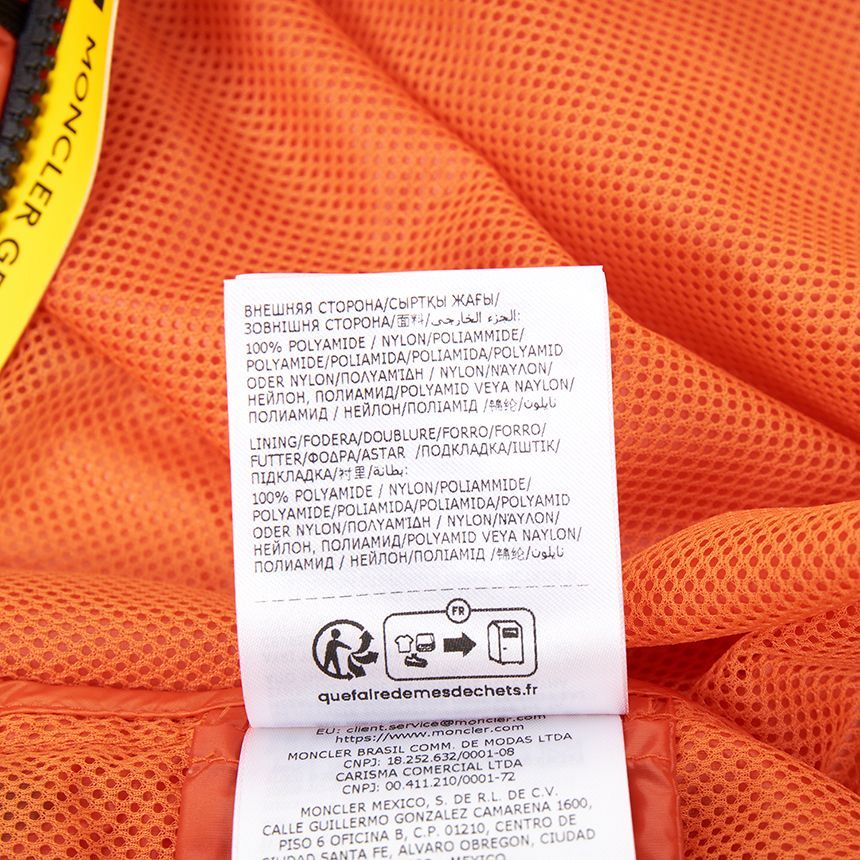 MONCLER GE
ВНЕШНЯЯ СТОРОНА/СЫРТҚЫ ЖАҒЫ/
ЗОВНІШНЯ СТОРОНА/面料/الجزء الخارجي:
100% POLYAMIDE / NYLON/POLIAMMIDE/
POLYAMIDE/POLIAMIDA/POLIAMIDA/POLYAMID
ODER NYLON/ΠΟΛΥΑΜΊΔΗ / NYLON/ΝΆΥΛΟΝ/
НЕЙЛОН, ПОЛИАМИД/POLYAMID VEYA NAYLON/
ПОЛИАМИД / НЕЙЛОН/ПОЛІАМІД /锦纶/نايلون
LINING/FODERA/DOUBLURE/FORRO/FORRO/
FUTTER/ΦΟΔΡΑ/ASTAR /ПОДКЛАДКА/ІШТІК/
ПІДКЛАДКА/衬里/بطانة:
100% POLYAMIDE / NYLON/POLIAMMIDE/
POLYAMIDE/POLIAMIDA/POLIAMIDA/POLYAMID
ODER NYLON/ΠΟΛΥΑΜΊΔΗ / NYLON/ΝΆΥΛΟΝ/
НЕЙЛОН, ПОЛИАМИД/POLYAMID VEYA NAYLON/
ПОЛИАМИД / НЕЙЛОН/ПОЛІАМІД /锦纶/نايلون
FR
quefairedemesdechets.fr
EU: client.service@moncler.com
https://www.moncler.com
MONCLER BRASIL COMM. DE MODAS LTDA
CNPJ: 18.252.632/0001-08
CARISMA COMERCIAL LTDA
CNPJ: 00.411.210/0001-72
MONCLER MEXICO, S. DE R.L. DE C.V.
CALLE GUILLERMO GONZALEZ CAMARENA 1600,
PISO 6 OFICINA B, C.P. 01210, CENTRO DE
CIUDAD SANTA FE, ALVARO OBREGON, CIUDAD
MEXICO